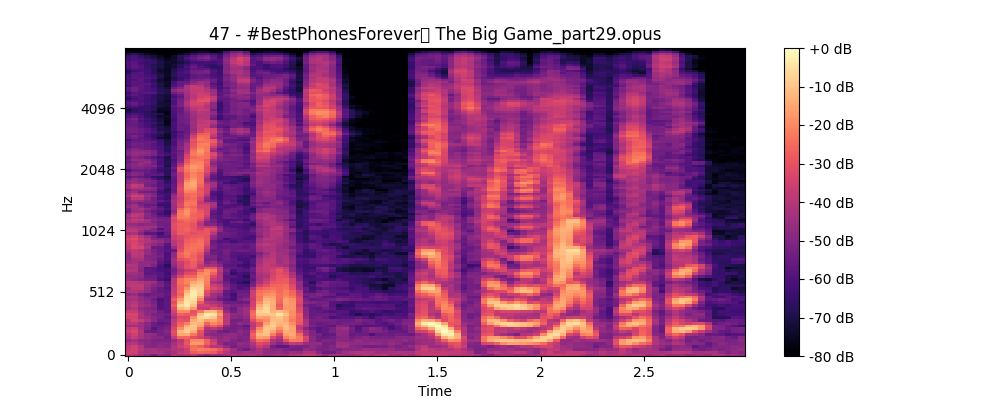 47 - #BestPhonesForever▯ The Big Game_part29.opus
+0 dB
-10 dB
-20 dB
-30 dB
-40 dB
-50 dB
-60 dB
-70 dB
-80 dB
4096
2048
1024
512
0
Hz
0
0.5
1
1.5
2
2.5
Time